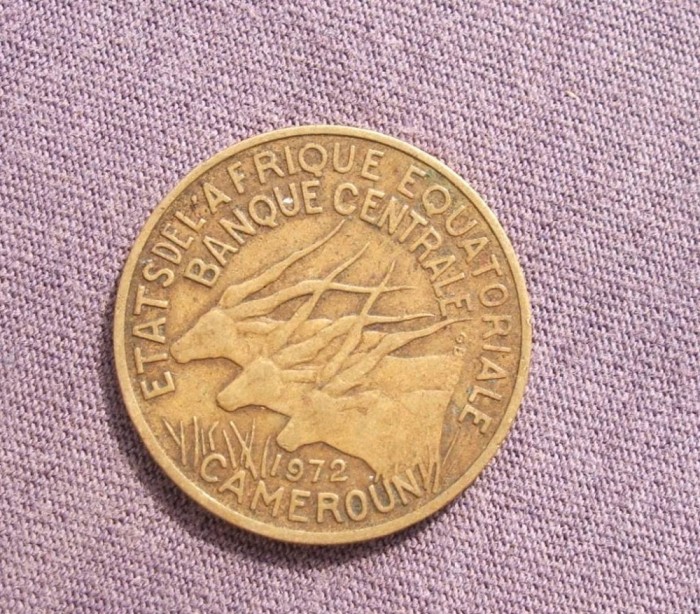 ETATS DE L'AFRIQUE EQUATORIALE
BANQUE CENTRALE
1972
CAMEROUN